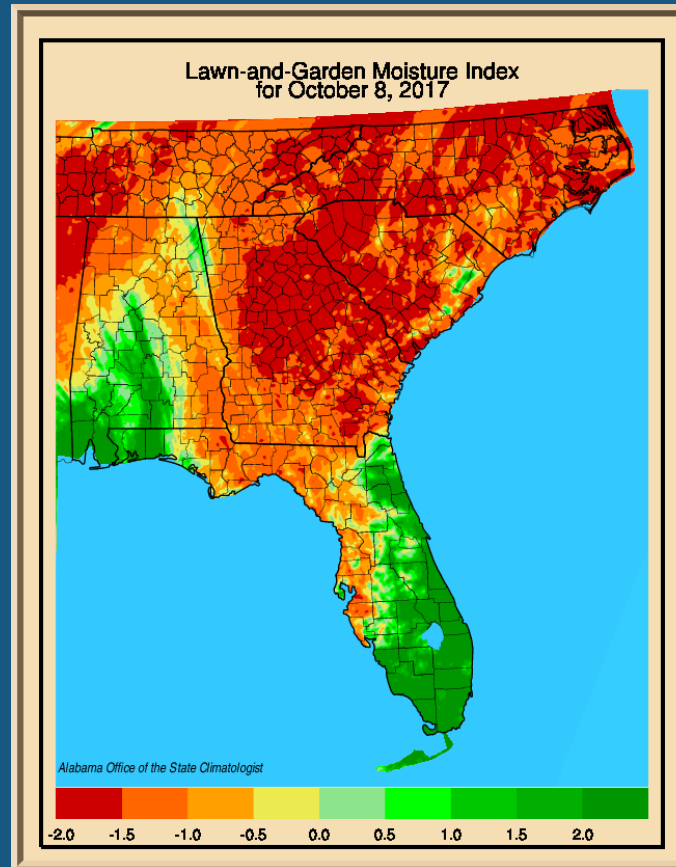 Lawn-and-Garden Moisture Index
for October 8, 2017
Alabama Office of the State Climatologist
-2.0 -1.5 -1.0 -0.5 0.0 0.5 1.0 1.5 2.0